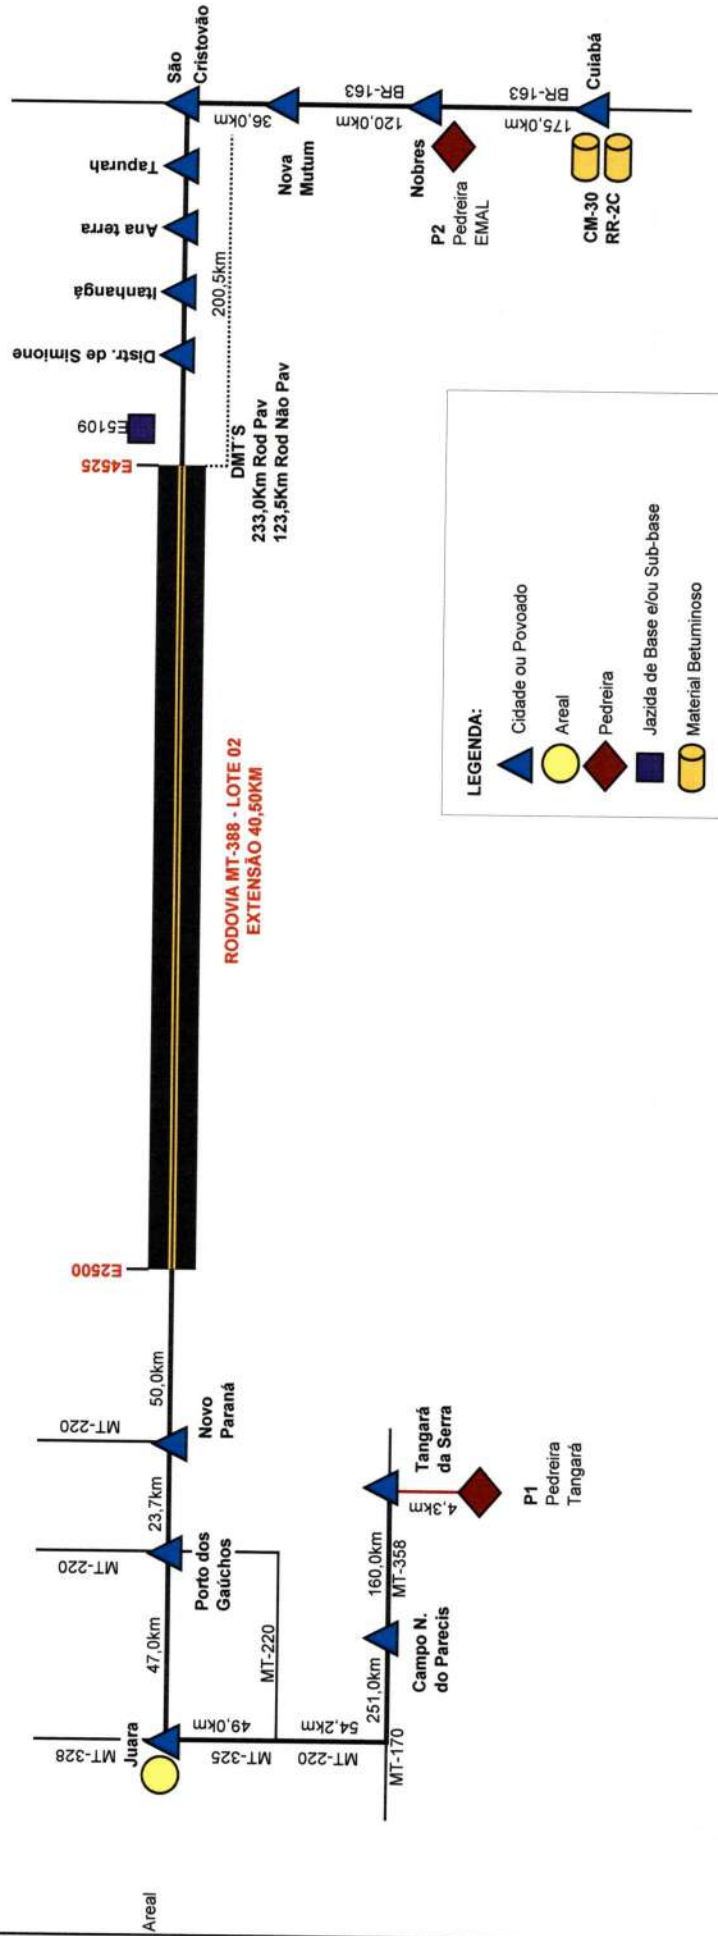 Areal
MT-328
Juara
47,0km
MT-220
Porto dos
Gaúchos
23,7km
MT-220
Novo
Paraná
50,0km
E2500
RODOVIA MT-388 - LOTE 02
EXTENSÃO 40,50KM
E4525
E5109
DMT'S
233,0Km Rod Pav
123,5Km Rod Não Pav
200,5km
Distr. de Simione
Itanhangá
Ana terra
Tapurah
São
Cristovão
36,0km
Nova
Mutum
120,0km
BR-163
Nobres
P2
Pedreira
EMAL
175,0km
BR-163
Cuiabá
CM-30
RR-2C
49,0km
MT-325
MT-220
54,2km
MT-220
MT-170
251,0km
Campo N.
do Parecis
160,0km
MT-358
Tangará
da Serra
4,3km
P1
Pedreira
Tangará
LEGENDA:
Cidade ou Povoado
Areal
Pedreira
Jazida de Base e/ou Sub-base
Material Betuminoso